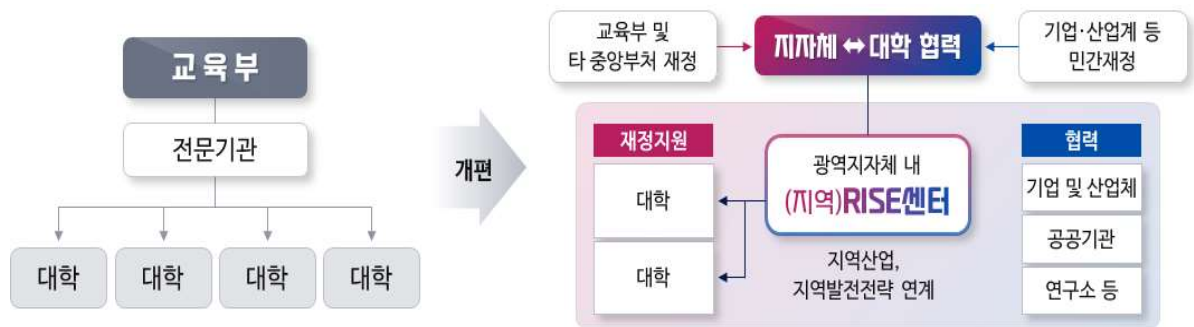 교육부
전문기관
대학
대학
대학
대학
개편
교육부 및
타 중앙부처 재정
지자체 ⇔ 대학 협력
기업·산업계 등
민간재정
재정지원
대학
대학
광역지자체 내
(지역)RISE센터
지역산업,
지역발전전략 연계
협력
기업 및 산업체
공공기관
연구소 등